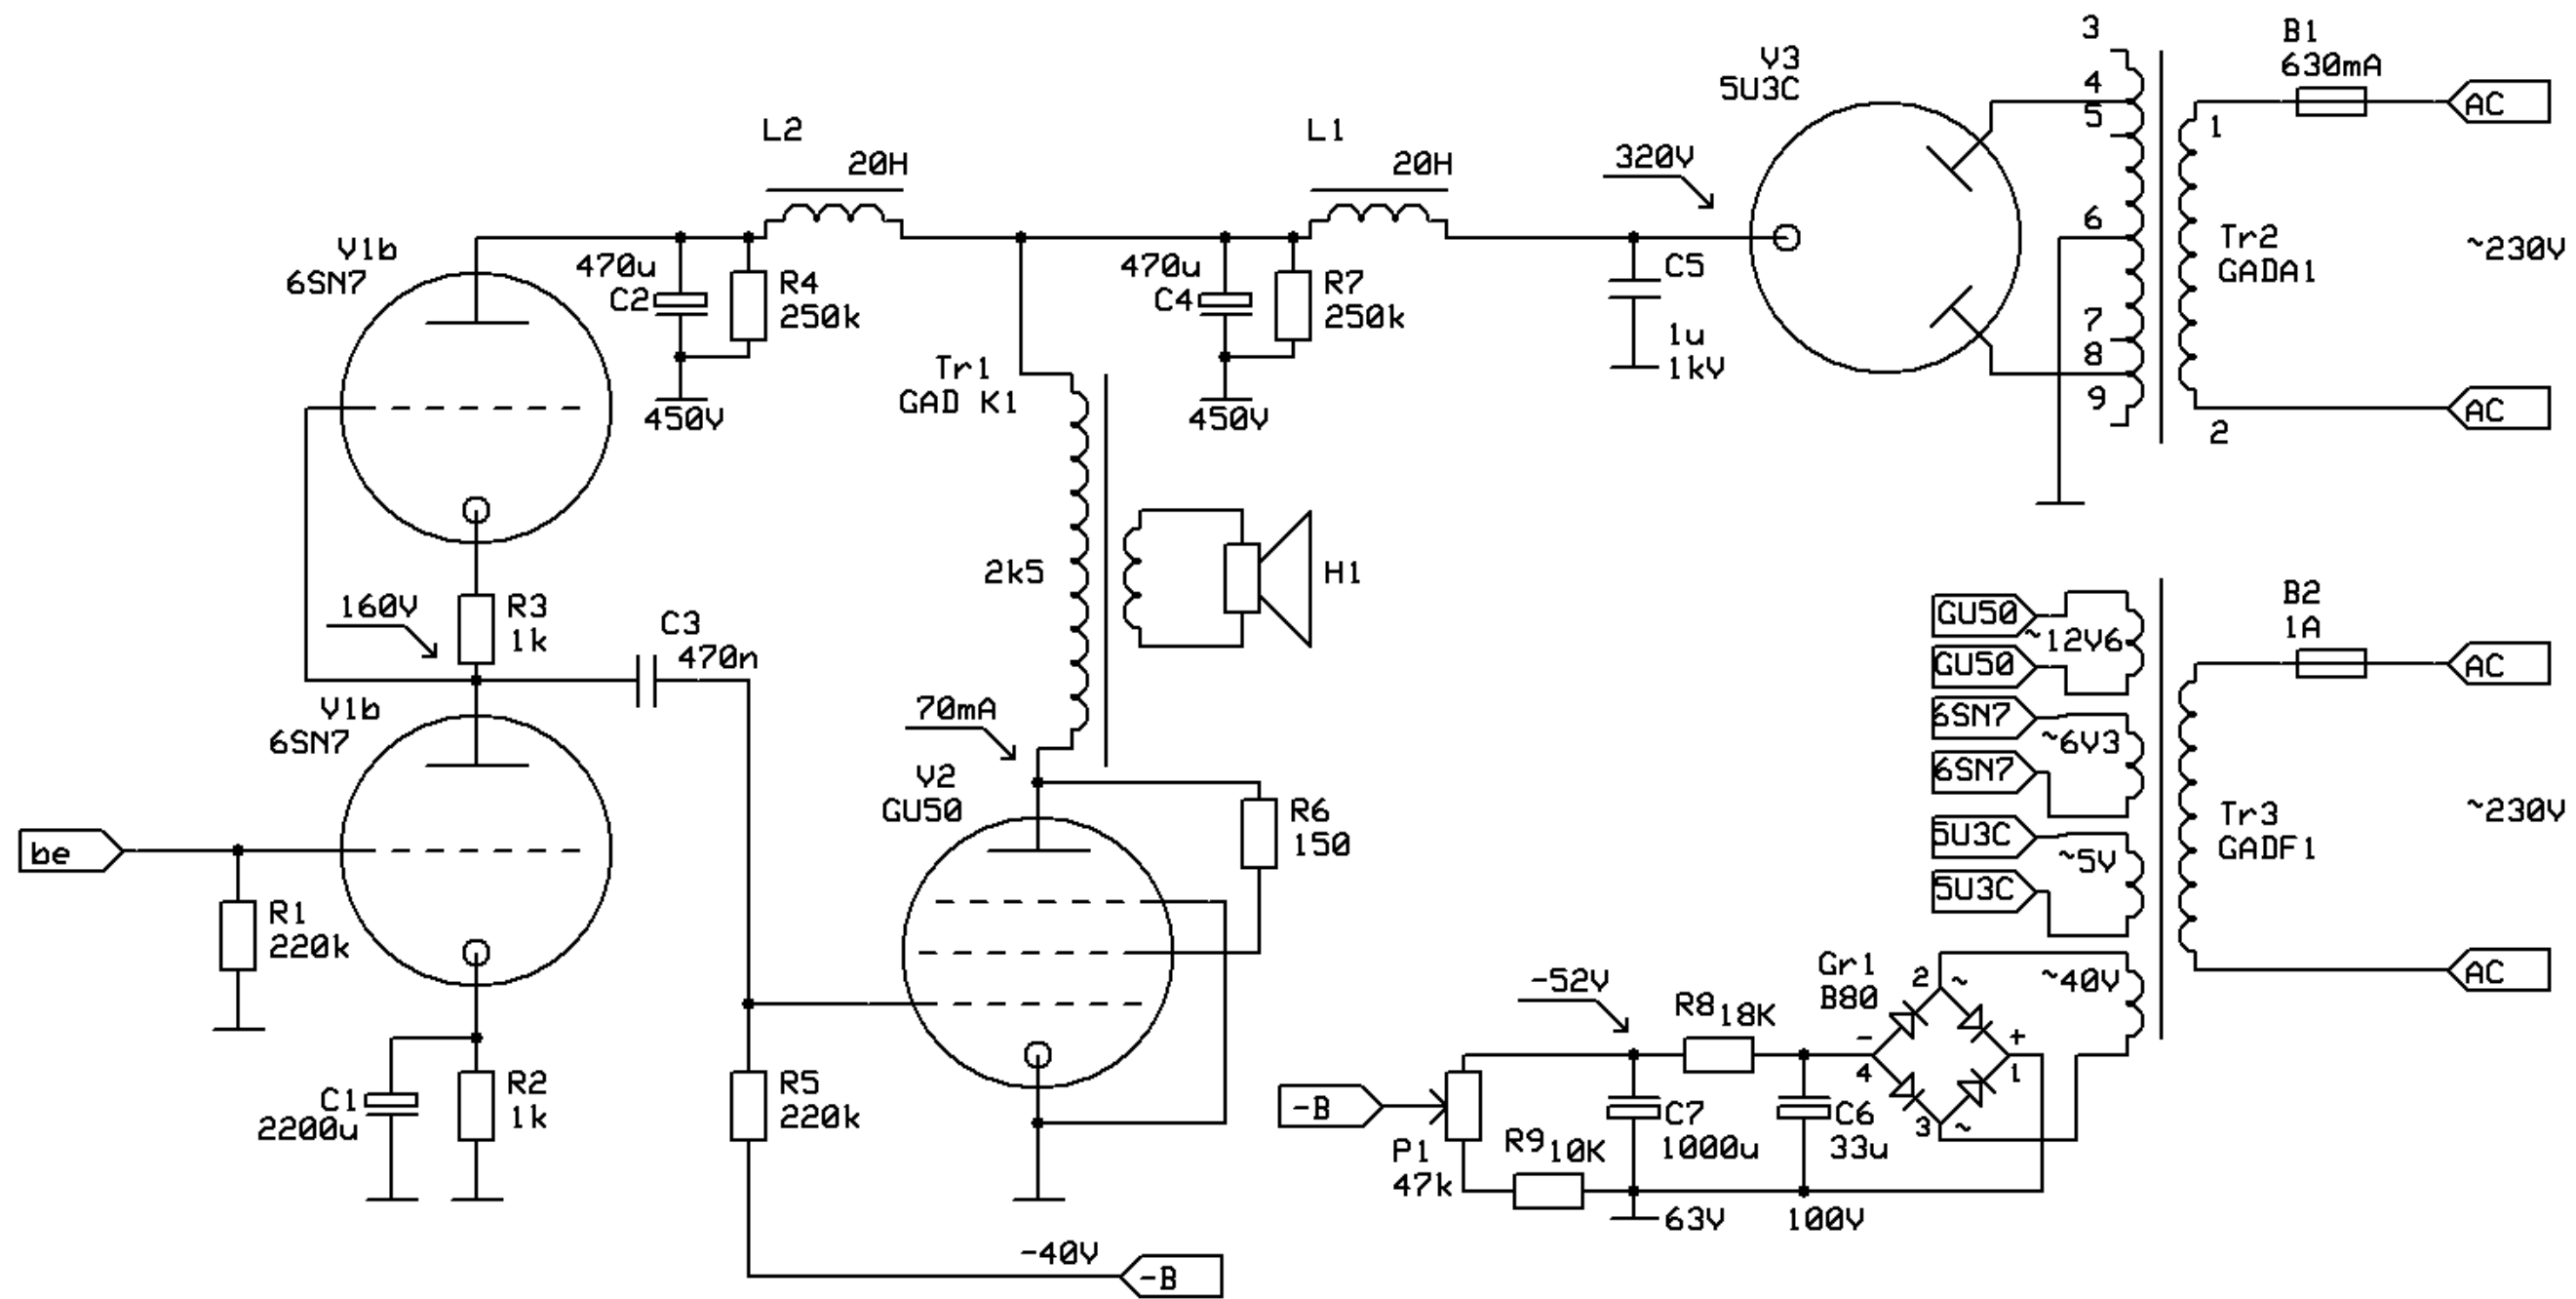 L2
20H
V1b
6SN7
470u
C2
R4
250k
450V
L1
20H
470u
C4
R7
250k
450V
320V
C5
1u
1kV
V3
5U3C
3
4
5
6
7
8
9
1
2
Tr2
GADA1
B1
630mA
AC
~230V
AC
Tr1
GAD K1
2k5
H1
160V
R3
1k
C3
470n
V1b
6SN7
be
R1
220k
C1
2200u
R2
1k
70mA
V2
GU50
R6
150
R5
220k
-40V
-B
GU50
~12V6
GU50
6SN7
~6V3
6SN7
5U3C
~5V
5U3C
~40V
B2
1A
AC
Tr3
GADF1
~230V
AC
-52V
R8 18K
Gr1
B80
2 ~
- +
4 1
3 ~
-B
P1
47k
R9 10K
C7
1000u
63V
C6
33u
100V